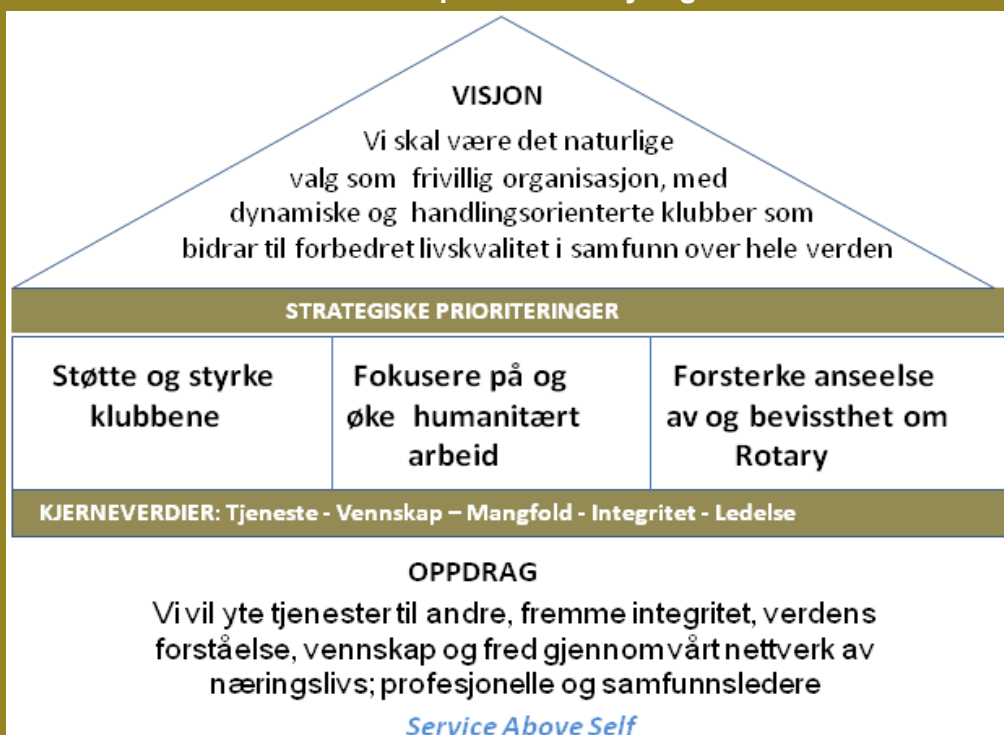 VISJON
Vi skal være det naturlige
valg som frivillig organisasjon, med
dynamiske og handlingsorienterte klubber som
bidrar til forbedret livskvalitet i samfunn over hele verden
STRATEGISKE PRIORITERINGER
Støtte og styrke
klubbene
Fokusere på og
øke humanitært
arbeid
Forsterke anseelse
av og bevissthet om
Rotary
KJERNEVERDIER: Tjeneste - Vennskap – Mangfold - Integritet - Ledelse
OPPDRAG
Vi vil yte tjenester til andre, fremme integritet, verdens
forståelse, vennskap og fred gjennom vårt nettverk av
næringslivs; profesjonelle og samfunnsledere
Service Above Self